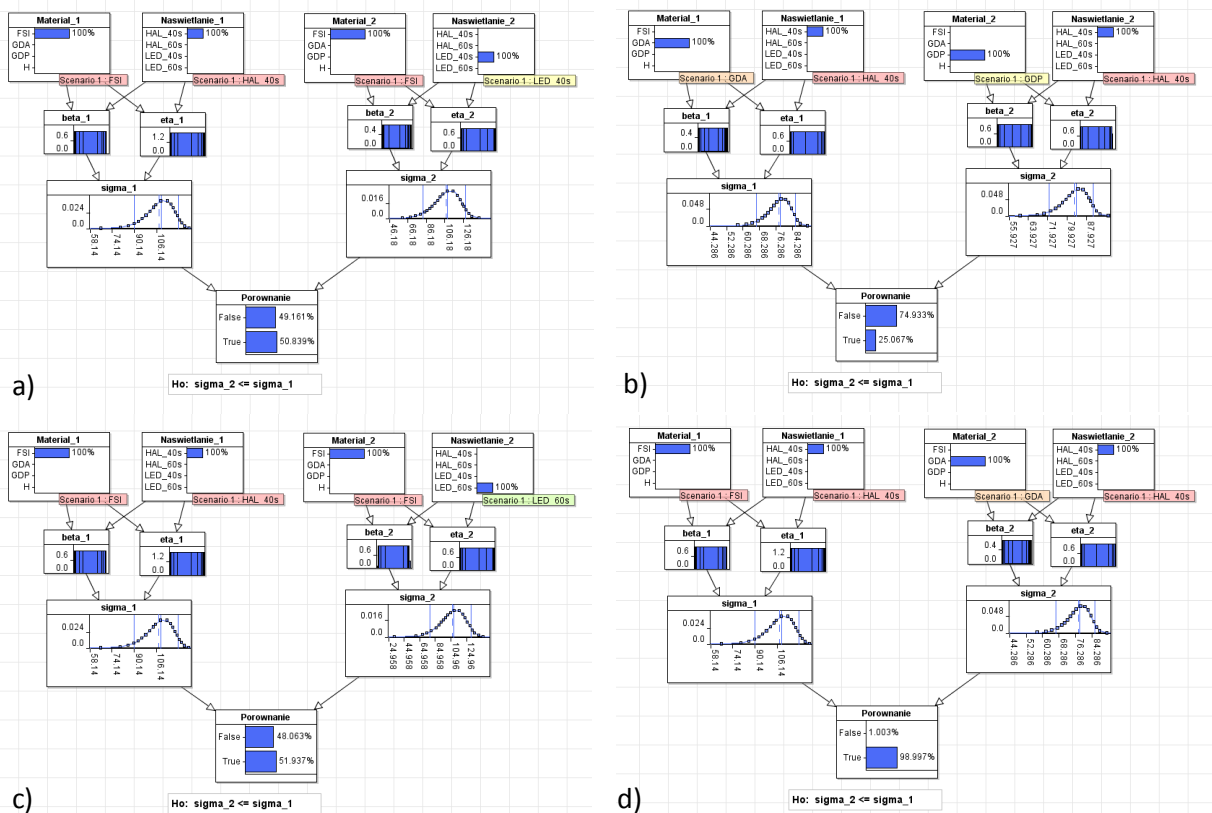 Material_1
FSI 100%
GDA
GDP
H
Scenario 1 : FSI
Naswietlanie_1
HAL_40s 100%
HAL_60s
LED_40s
LED_60s
Scenario 1 : HAL_40s
Material_2
FSI 100%
GDA
GDP
H
Scenario 1 : FSI
Naswietlanie_2
HAL_40s
HAL_60s
LED_40s 100%
LED_60s
Scenario 1 : LED_40s
beta_1
0.6
0.0
eta_1
1.2
0.0
beta_2
0.4
0.0
eta_2
0.6
0.0
sigma_1
0.024
0.0
58.14
74.14
90.14
106.14
sigma_2
0.016
0.0
46.18
66.18
86.18
106.18
126.18
Porownanie
False 49.161%
True 50.839%
a)
Ho: sigma_2 <= sigma_1
Material_1
FSI
GDA 100%
GDP
H
Scenario 1 : GDA
Naswietlanie_1
HAL_40s 100%
HAL_60s
LED_40s
LED_60s
Scenario 1 : HAL_40s
Material_2
FSI
GDA
GDP 100%
H
Scenario 1 : GDP
Naswietlanie_2
HAL_40s 100%
HAL_60s
LED_40s
LED_60s
Scenario 1 : HAL_40s
beta_1
0.4
0.0
eta_1
0.6
0.0
beta_2
0.6
0.0
eta_2
0.6
0.0
sigma_1
0.048
0.0
44.286
52.286
60.286
68.286
76.286
84.286
sigma_2
0.048
0.0
55.927
63.927
71.927
79.927
87.927
Porownanie
False 74.933%
True 25.067%
b)
Ho: sigma_2 <= sigma_1
Material_1
FSI 100%
GDA
GDP
H
Scenario 1 : FSI
Naswietlanie_1
HAL_40s 100%
HAL_60s
LED_40s
LED_60s
Scenario 1 : HAL_40s
Material_2
FSI 100%
GDA
GDP
H
Scenario 1 : FSI
Naswietlanie_2
HAL_40s
HAL_60s
LED_40s
LED_60s 100%
Scenario 1 : LED_60s
beta_1
0.6
0.0
eta_1
1.2
0.0
beta_2
0.6
0.0
eta_2
0.6
0.0
sigma_1
0.024
0.0
58.14
74.14
90.14
106.14
sigma_2
0.016
0.0
24.958
44.958
64.958
84.958
104.96
124.96
Porownanie
False 48.063%
True 51.937%
c)
Ho: sigma_2 <= sigma_1
Material_1
FSI 100%
GDA
GDP
H
Scenario 1 : FSI
Naswietlanie_1
HAL_40s 100%
HAL_60s
LED_40s
LED_60s
Scenario 1 : HAL_40s
Material_2
FSI
GDA 100%
GDP
H
Scenario 1 : GDA
Naswietlanie_2
HAL_40s 100%
HAL_60s
LED_40s
LED_60s
Scenario 1 : HAL_40s
beta_1
0.6
0.0
eta_1
1.2
0.0
beta_2
0.4
0.0
eta_2
0.6
0.0
sigma_1
0.024
0.0
58.14
74.14
90.14
106.14
sigma_2
0.048
0.0
44.286
52.286
60.286
68.286
76.286
84.286
Porownanie
False 1.003%
True 98.997%
d)
Ho: sigma_2 <= sigma_1